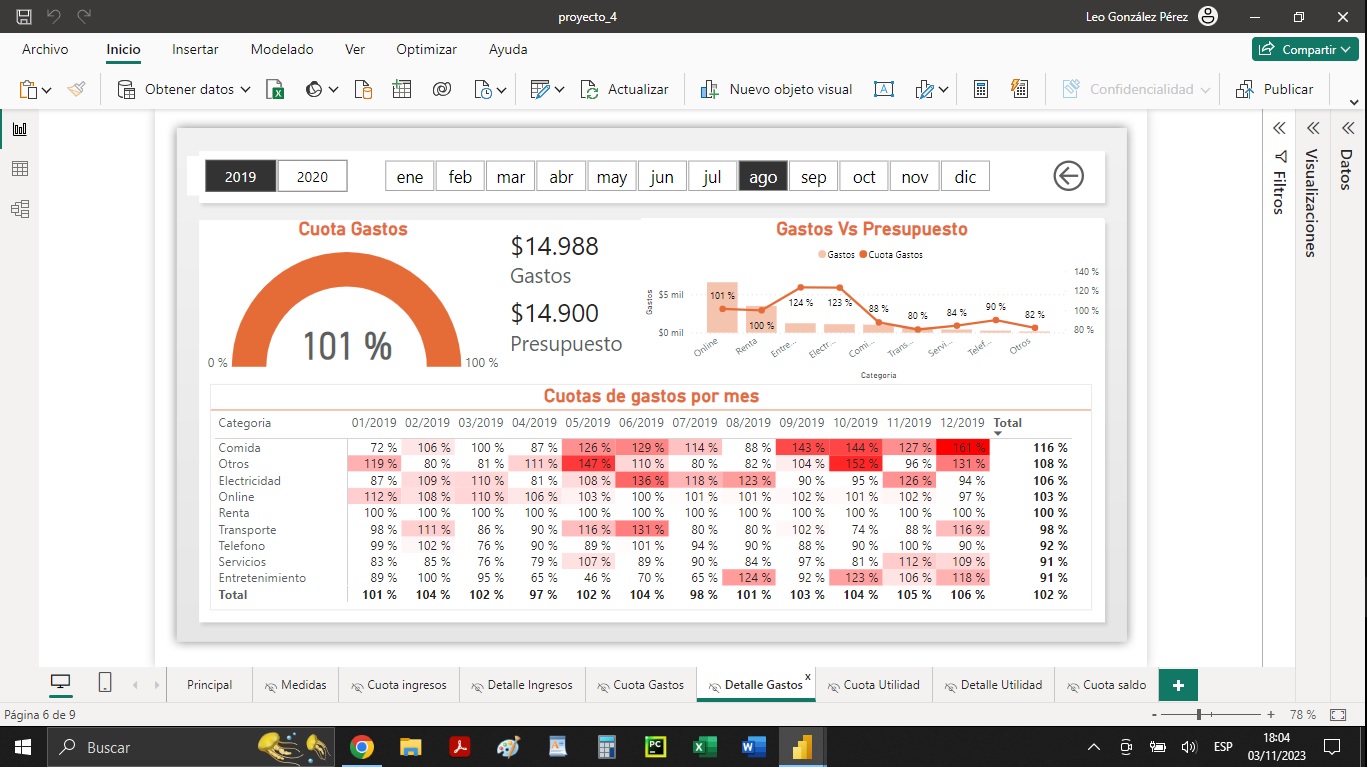 proyecto_4
Leo González Pérez
Archivo Inicio Insertar Modelado Ver Optimizar Ayuda
Compartir
Obtener datos
Actualizar
Nuevo objeto visual
Confidencialidad
Publicar
2019 2020 ene feb mar abr may jun jul ago sep oct nov dic
Cuota Gastos
101 %
0 % 100 %
$14.988
Gastos
$14.900
Presupuesto
Gastos Vs Presupuesto
Gastos Cuota Gastos
Gastos
$5 mil
$0 mil
140 %
120 %
100 %
80 %
101 % 100 % 124 % 123 % 88 % 80 % 84 % 90 % 82 %
Online Renta Entre... Electr... Comi... Trans... Servi... Telef... Otros
Categoria
Cuotas de gastos por mes
Categoria 01/2019 02/2019 03/2019 04/2019 05/2019 06/2019 07/2019 08/2019 09/2019 10/2019 11/2019 12/2019 Total
Comida 72 % 106 % 100 % 87 % 126 % 129 % 114 % 88 % 143 % 144 % 127 % 161 % 116 %
Otros 119 % 80 % 81 % 111 % 147 % 110 % 80 % 82 % 104 % 152 % 96 % 131 % 108 %
Electricidad 87 % 109 % 110 % 81 % 108 % 136 % 118 % 123 % 90 % 95 % 126 % 94 % 106 %
Online 112 % 108 % 110 % 106 % 103 % 100 % 101 % 101 % 102 % 101 % 102 % 97 % 103 %
Renta 100 % 100 % 100 % 100 % 100 % 100 % 100 % 100 % 100 % 100 % 100 % 100 % 100 %
Transporte 98 % 111 % 86 % 90 % 116 % 131 % 80 % 80 % 102 % 74 % 88 % 116 % 98 %
Telefono 99 % 102 % 76 % 90 % 89 % 101 % 94 % 90 % 88 % 90 % 100 % 90 % 92 %
Servicios 83 % 85 % 76 % 79 % 107 % 89 % 90 % 84 % 97 % 81 % 112 % 109 % 91 %
Entretenimiento 89 % 100 % 95 % 65 % 46 % 70 % 65 % 124 % 92 % 123 % 106 % 118 % 91 %
Total 101 % 104 % 102 % 97 % 102 % 104 % 98 % 101 % 103 % 104 % 105 % 106 % 102 %
Filtros
Visualizaciones
Datos
Principal Medidas Cuota ingresos Detalle Ingresos Cuota Gastos Detalle Gastos x Cuota Utilidad Detalle Utilidad Cuota saldo +
Página 6 de 9
- + 78 %
Buscar
PC
ESP
18:04
03/11/2023